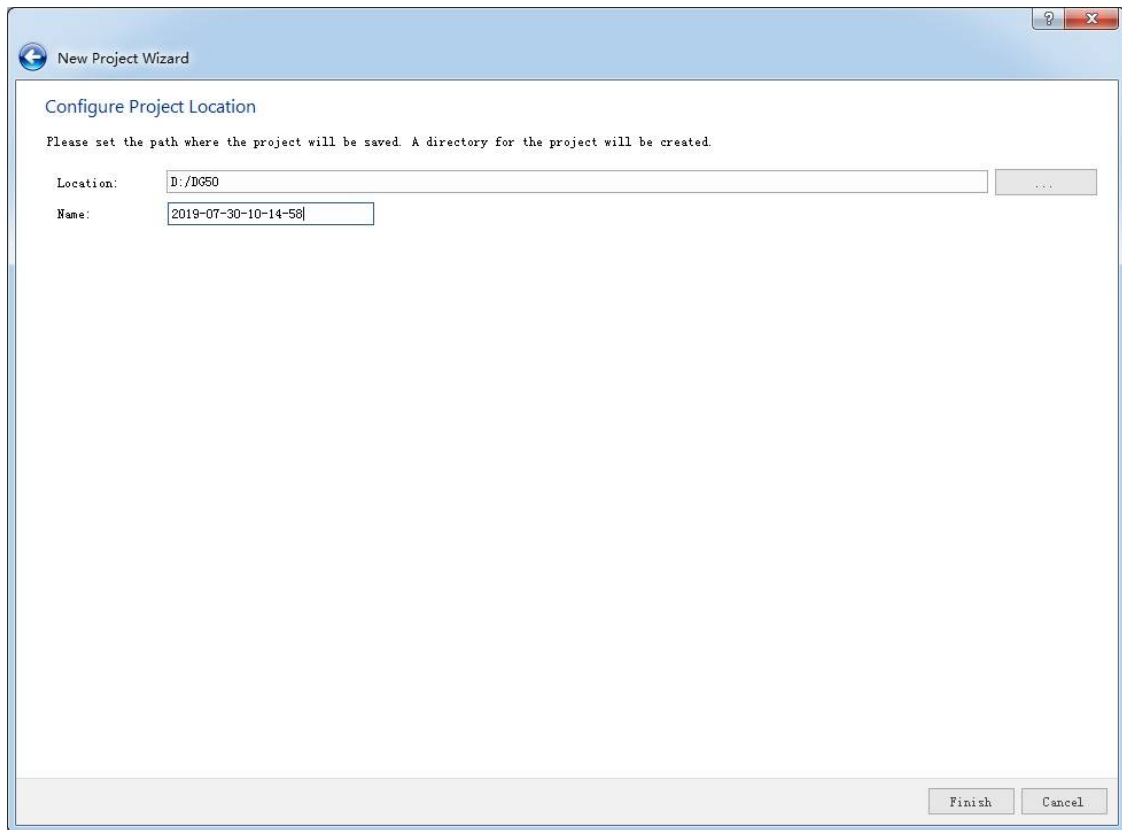 New Project Wizard
Configure Project Location
Please set the path where the project will be saved. A directory for the project will be created.
Location: D:/DG50 ...
Name: 2019-07-30-10-14-58
Finish Cancel